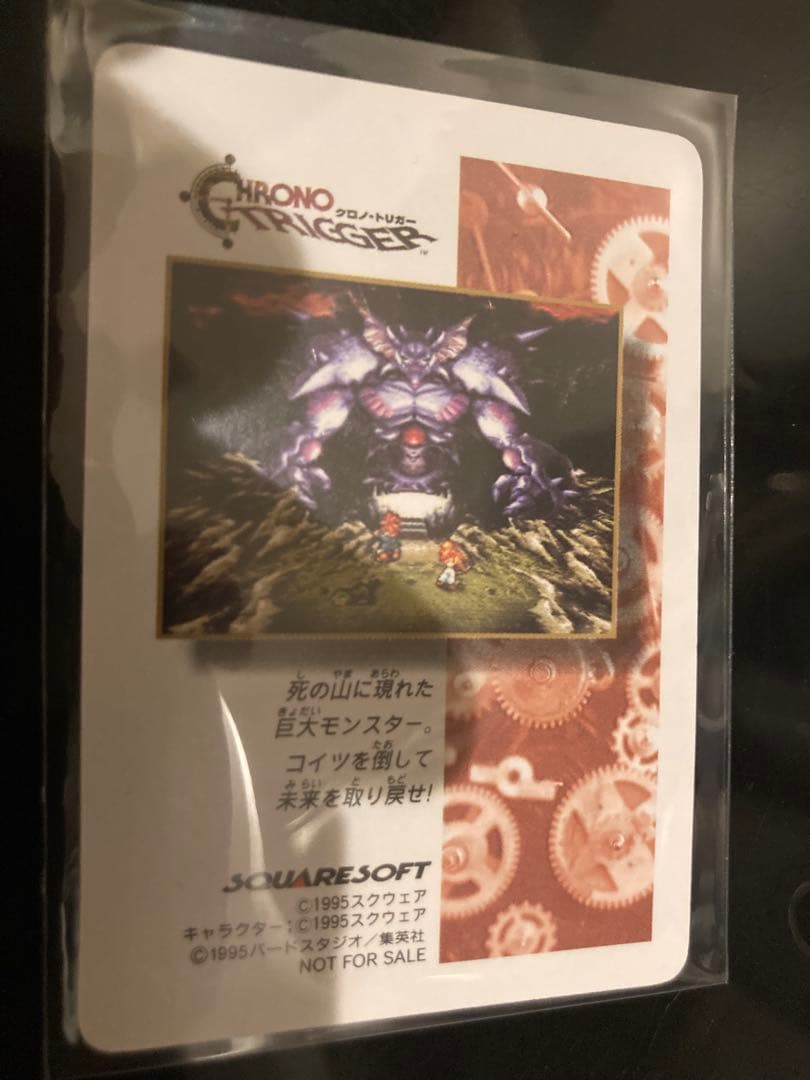 CHRONO
クロノ・トリガー
TRIGGER™
死の山に現れた
巨大モンスター。
コイツを倒して
未来を取り戻せ!
SQUARESOFT
©1995スクウェア
キャラクター:©1995スクウェア
©1995バードスタジオ/集英社
NOT FOR SALE